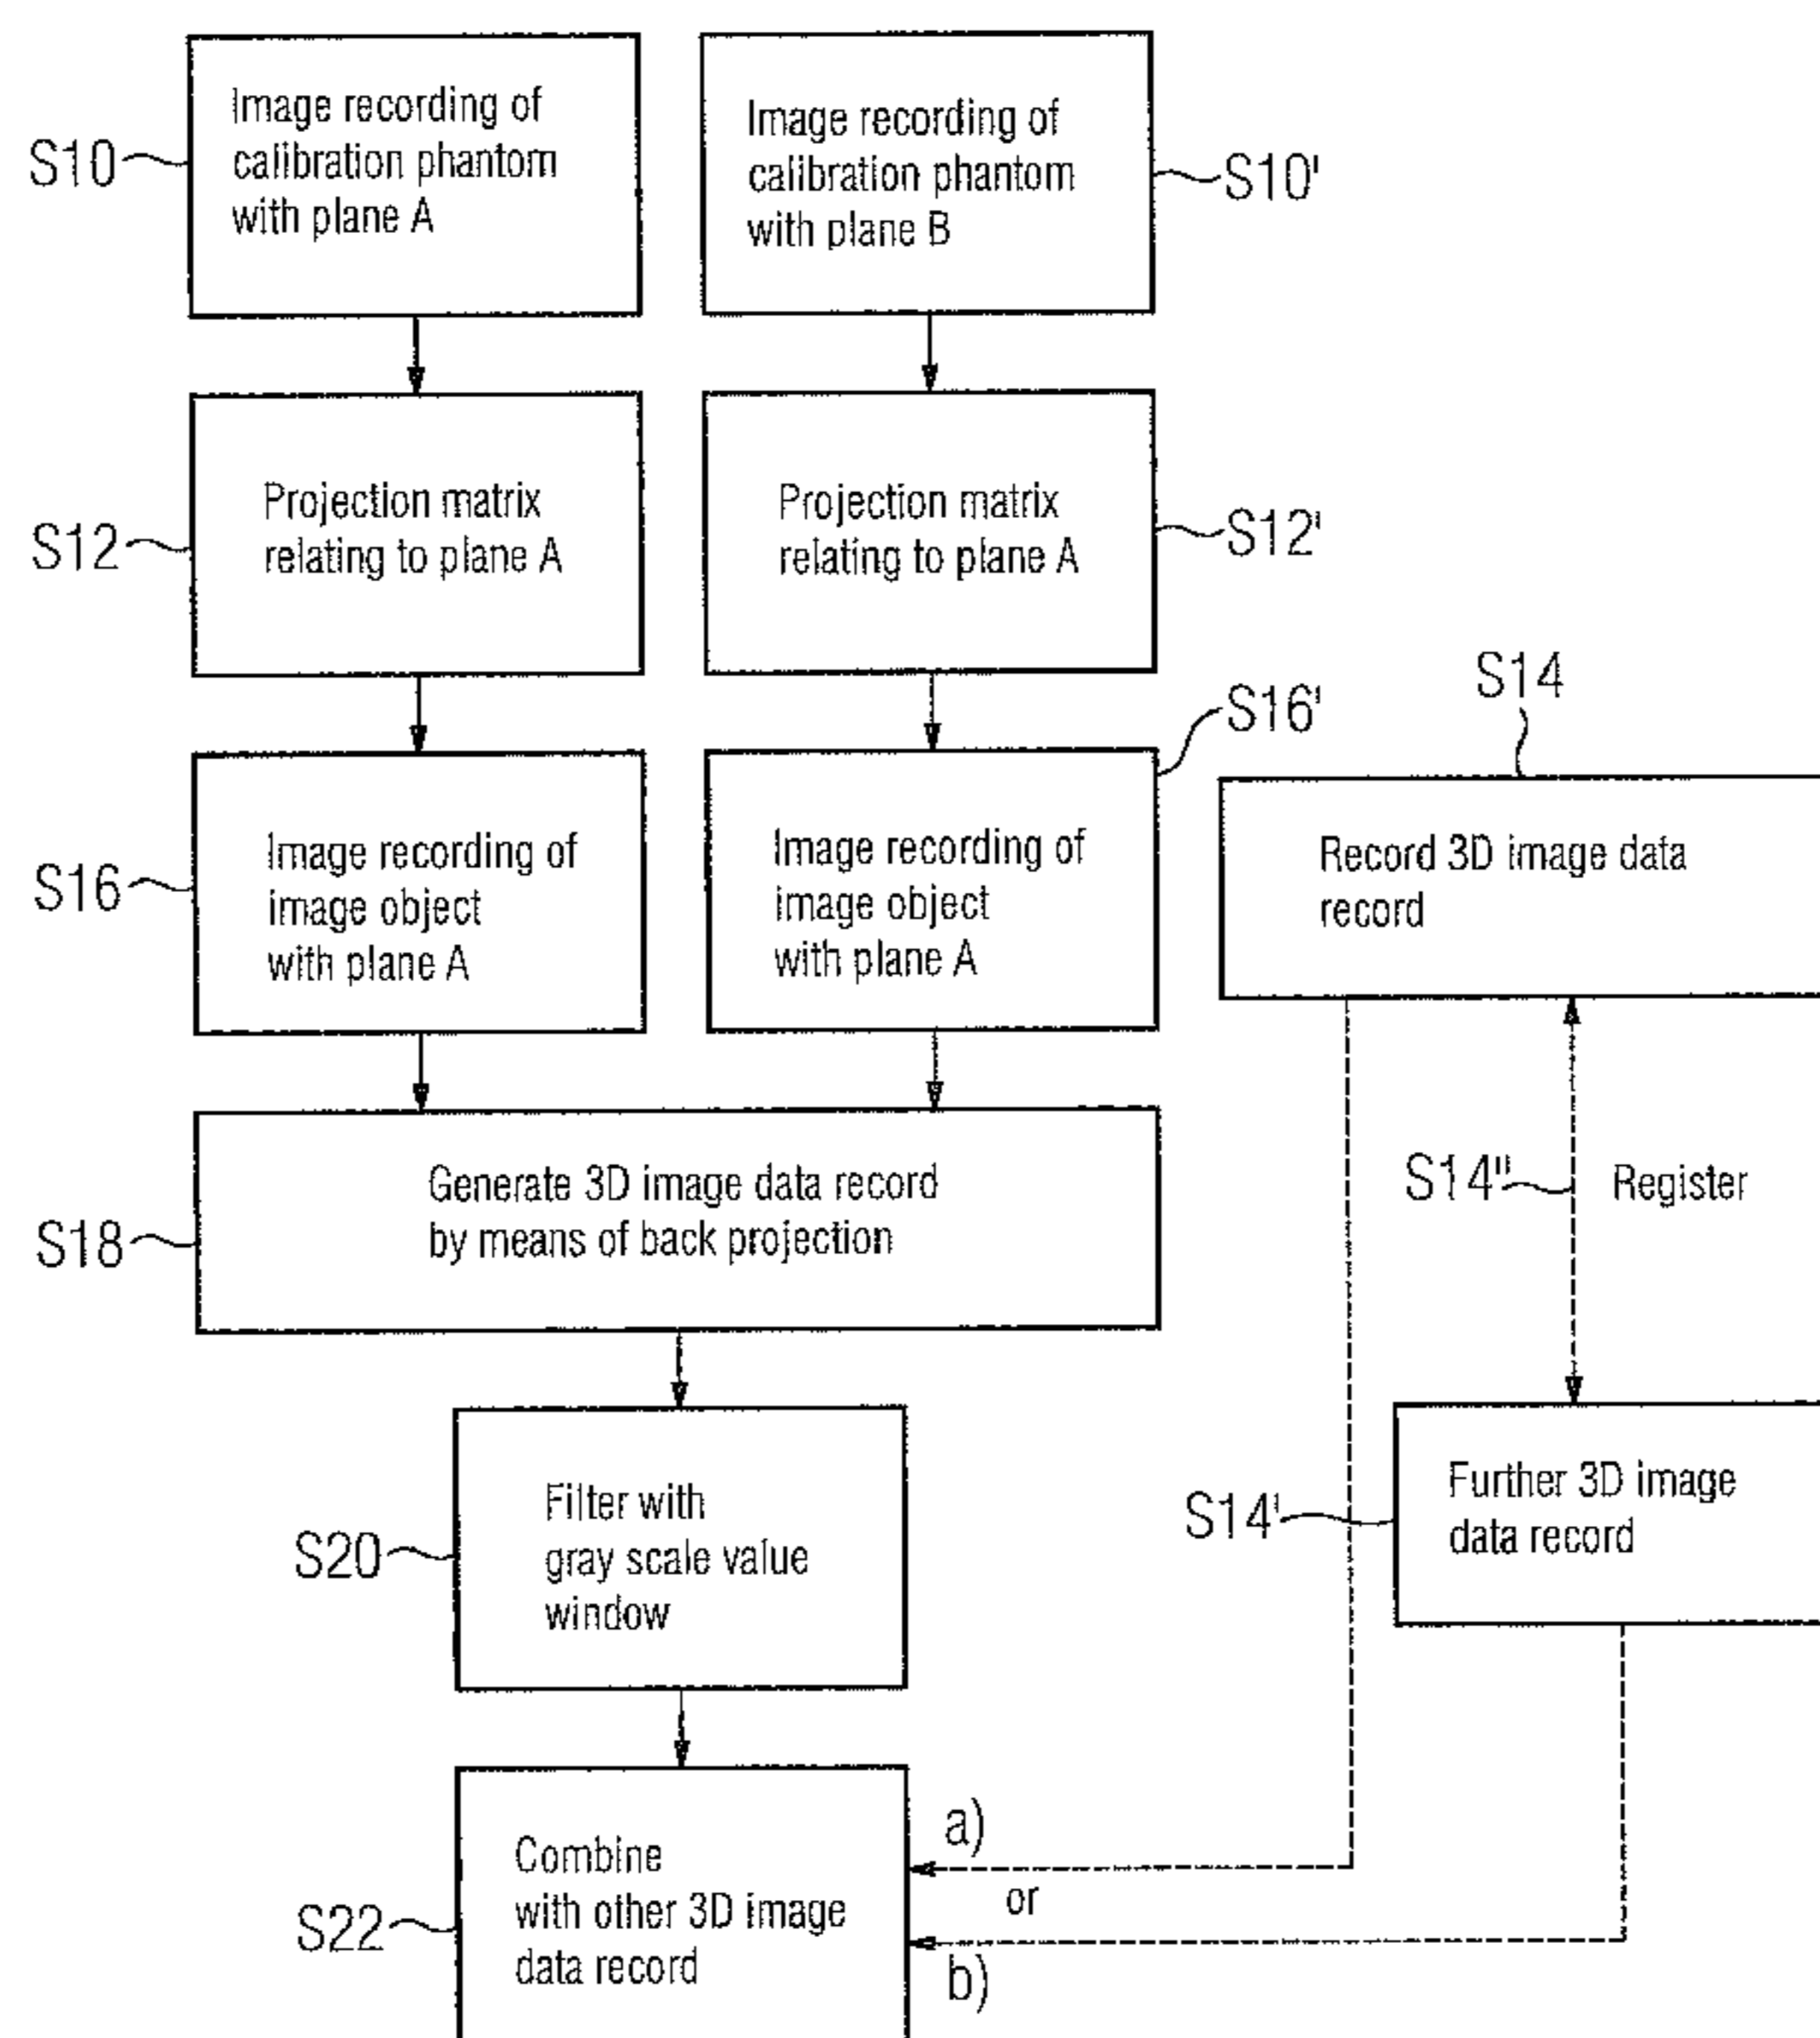 S10
Image recording of
calibration phantom
with plane A
Image recording of
calibration phantom
with plane B
S10'
S12
Projection matrix
relating to plane A
Projection matrix
relating to plane A
S12'
S16
Image recording of
image object
with plane A
Image recording of
image object
with plane A
S16'
S14
Record 3D image data
record
S18
Generate 3D image data record
by means of back projection
S14"
Register
S20
Filter with
gray scale value
window
S14'
Further 3D image
data record
S22
Combine
with other 3D image
data record
a)
or
b)